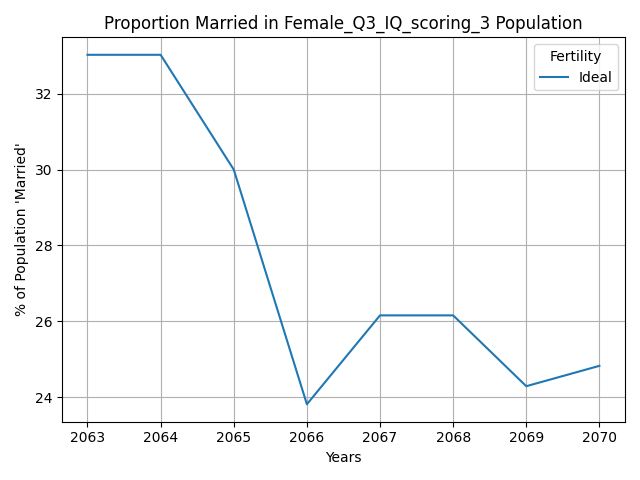 Proportion Married in Female_Q3_IQ_scoring_3 Population
Fertility
Ideal
% of Population 'Married'
32
30
28
26
24
2063 2064 2065 2066 2067 2068 2069 2070
Years